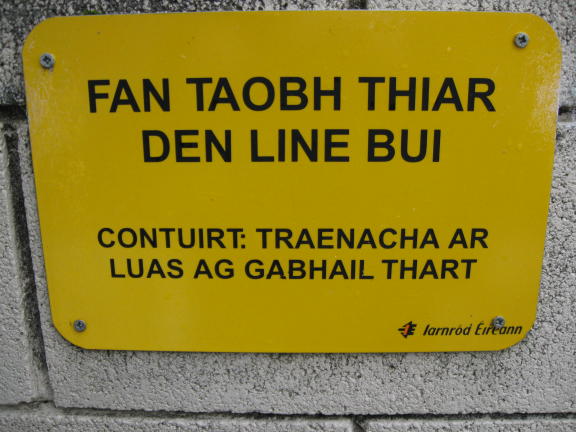 FAN TAOBH THIAR
DEN LINE BUI
CONTUIRT: TRAENACHA AR
LUAS AG GABHAIL THART
Iarnród Éireann